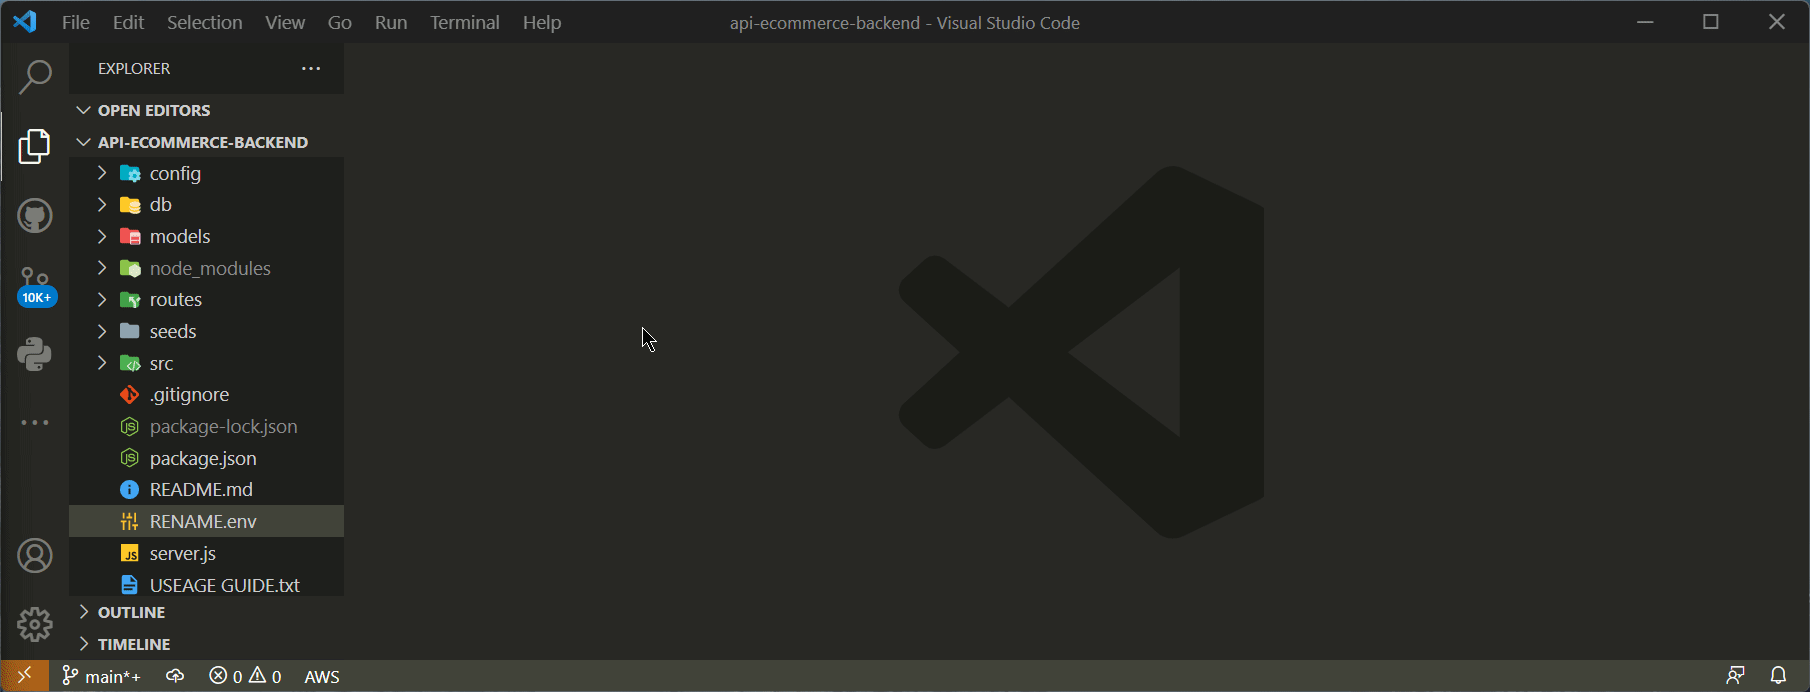 File Edit Selection View Go Run Terminal Help api-ecommerce-backend - Visual Studio Code
EXPLORER
OPEN EDITORS
API-ECOMMERCE-BACKEND
config
db
models
node_modules
routes
seeds
src
.gitignore
package-lock.json
package.json
README.md
RENAME.env
server.js
USEAGE GUIDE.txt
OUTLINE
TIMELINE
10K+
JS
main*+ 0 0 AWS